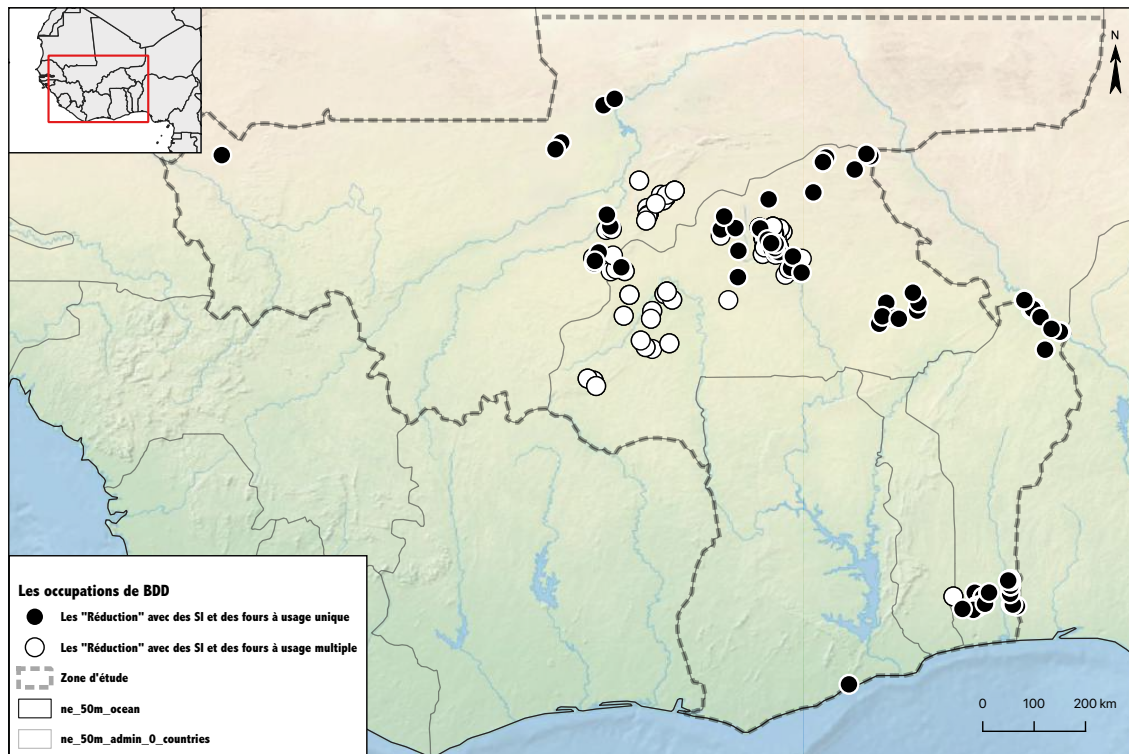 N
Les occupations de BDD
Les "Réduction" avec des SI et des fours à usage unique
Les "Réduction" avec des SI et des fours à usage multiple
Zone d'étude
ne_50m_ocean
ne_50m_admin_0_countries
0 100 200 km